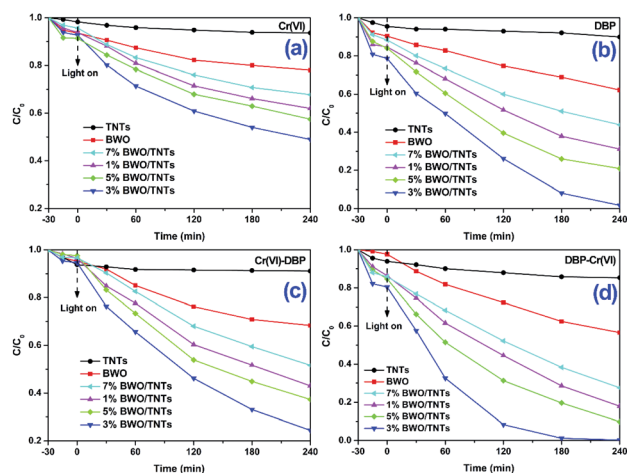 Cr(VI)
(a)
Light on
TNTs
BWO
7% BWO/TNTs
1% BWO/TNTs
5% BWO/TNTs
3% BWO/TNTs
C/C0
1.0
0.8
0.6
0.4
0.2
-30 0 60 120 180 240
Time (min)
DBP
(b)
Light on
TNTs
BWO
7% BWO/TNTs
1% BWO/TNTs
5% BWO/TNTs
3% BWO/TNTs
C/C0
1.0
0.8
0.6
0.4
0.2
0.0
-30 0 60 120 180 240
Time (min)
Cr(VI)-DBP
(c)
Light on
TNTs
BWO
7% BWO/TNTs
1% BWO/TNTs
5% BWO/TNTs
3% BWO/TNTs
C/C0
1.0
0.8
0.6
0.4
0.2
-30 0 60 120 180 240
Time (min)
DBP-Cr(VI)
(d)
Light on
TNTs
BWO
7% BWO/TNTs
1% BWO/TNTs
5% BWO/TNTs
3% BWO/TNTs
C/C0
1.0
0.8
0.6
0.4
0.2
0.0
-30 0 60 120 180 240
Time (min)